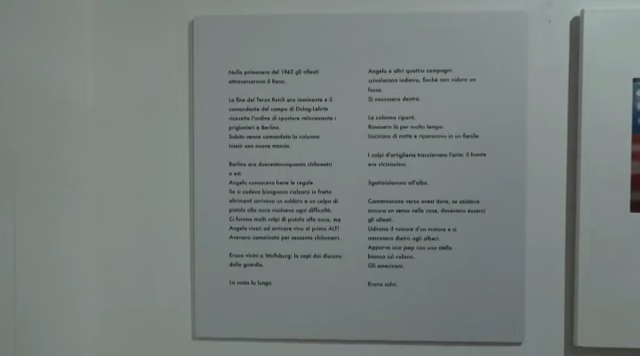 Nella primavera del 1945 gli alleati
attraversarono il Reno.
La fine del Terzo Reich era imminente e il
comandante del campo di Dalag-Lehrte
ricevette l'ordine di spostare velocemente i
prigionieri a Berlino.
Subito venne comandata la colonna
Iniziò una nuova marcia.
Berlino era duecentocinquanta chilometri
a est.
Angelo conosceva bene le regole
Se si cadeva bisognava rialzarsi in fretta
altrimenti arrivava un soldato e un colpo di
pistola alla nuca risolveva ogni difficoltà.
Ci furono molti colpi di pistola alla nuca, ma
Angelo riuscì ad arrivare vivo al primo ALT!
Avevano camminato per sessanta chilometri.
Erano vicini a Wolfsburg: lo capì dai discorsi
delle guardie.
La sosta fu lunga
Angelo e altri quattro compagni
scivolarono indietro, finché non videro un
fosso.
Si nascosero dentro.
La colonna ripartì.
Rimasero lì per molto tempo.
Uscirono di notte e ripararono in un fienile.
I colpi d'artiglieria tracciavano l'aria: il fronte
era vicinissimo.
Sgattaiolarono all'alba.
Camminarono verso ovest dove, se esisteva
ancora un senso nelle cose, dovevano esserci
gli alleati.
Udirono il rumore d'un motore e si
nascosero dietro agli alberi.
Apparve una jeep con una stella
bianca sul cofano.
Gli americani.
Erano salvi.